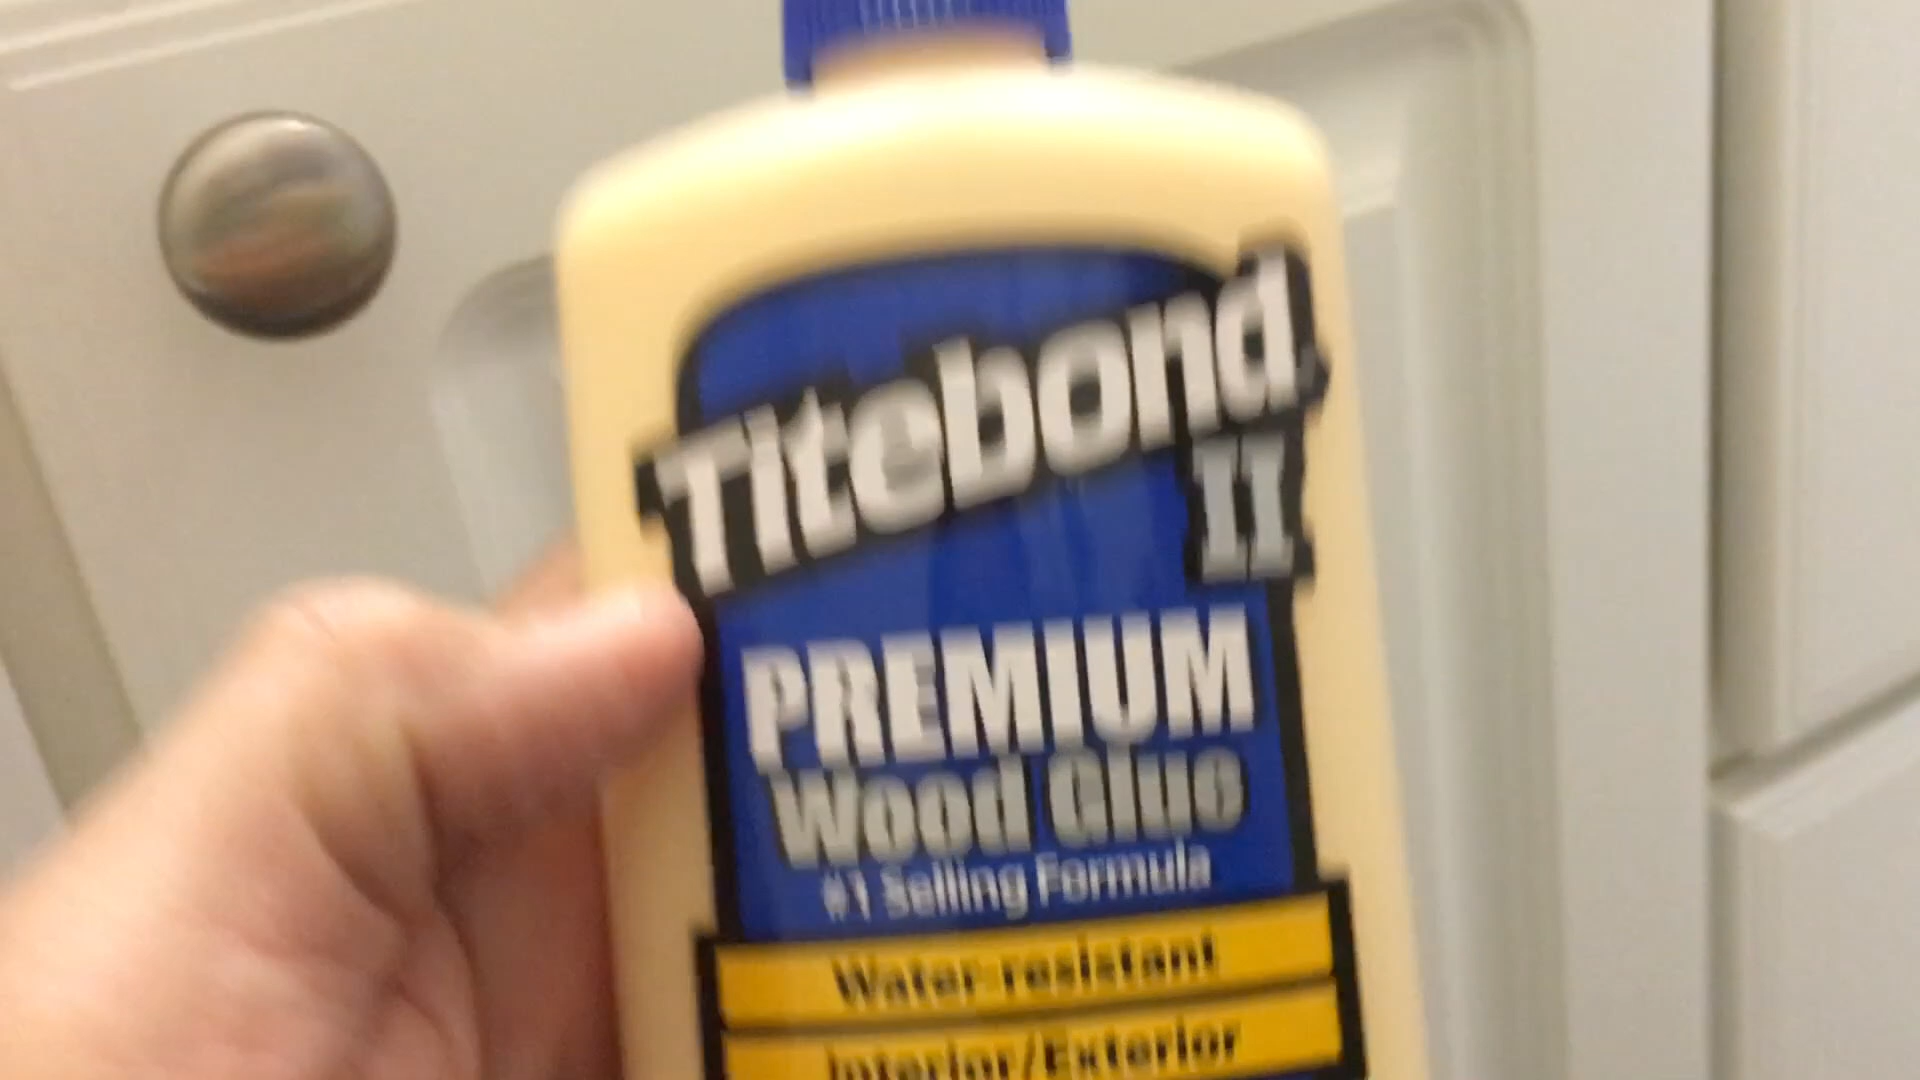 Titebond
II
PREMIUM
Wood Glue
#1 Selling Formula
Water-resistant
Interior/Exterior